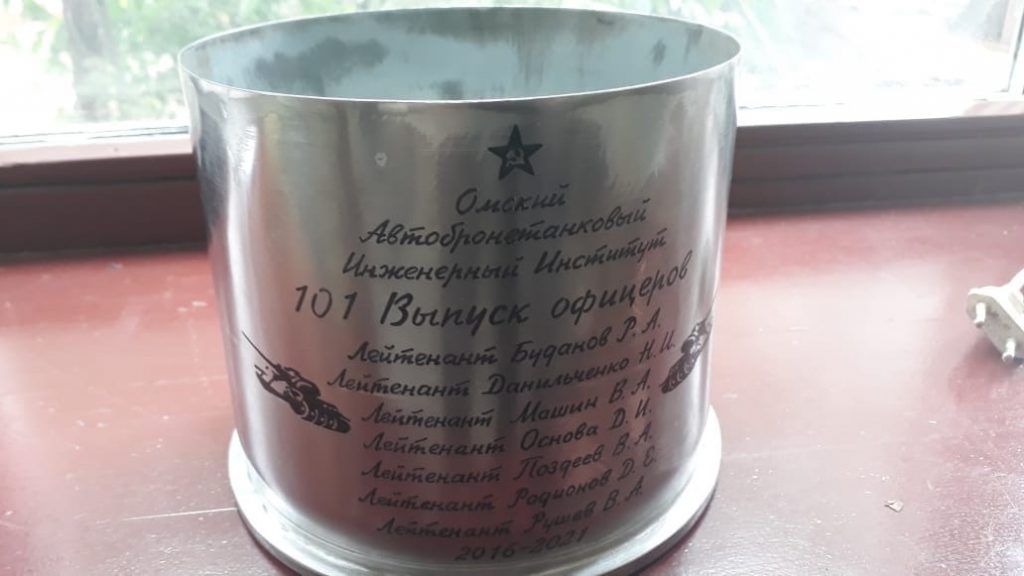 Омский
Автобронетанковый
Инженерный Институт
101 Выпуск офицеров
Лейтенант Буданов Р. А.
Лейтенант Данильченко Н. И.
Лейтенант Машин В. А.
Лейтенант Основа Д. И.
Лейтенант Поздеев В. А.
Лейтенант Родионов Д. Е.
Лейтенант Рушев В. А.
2016-2021